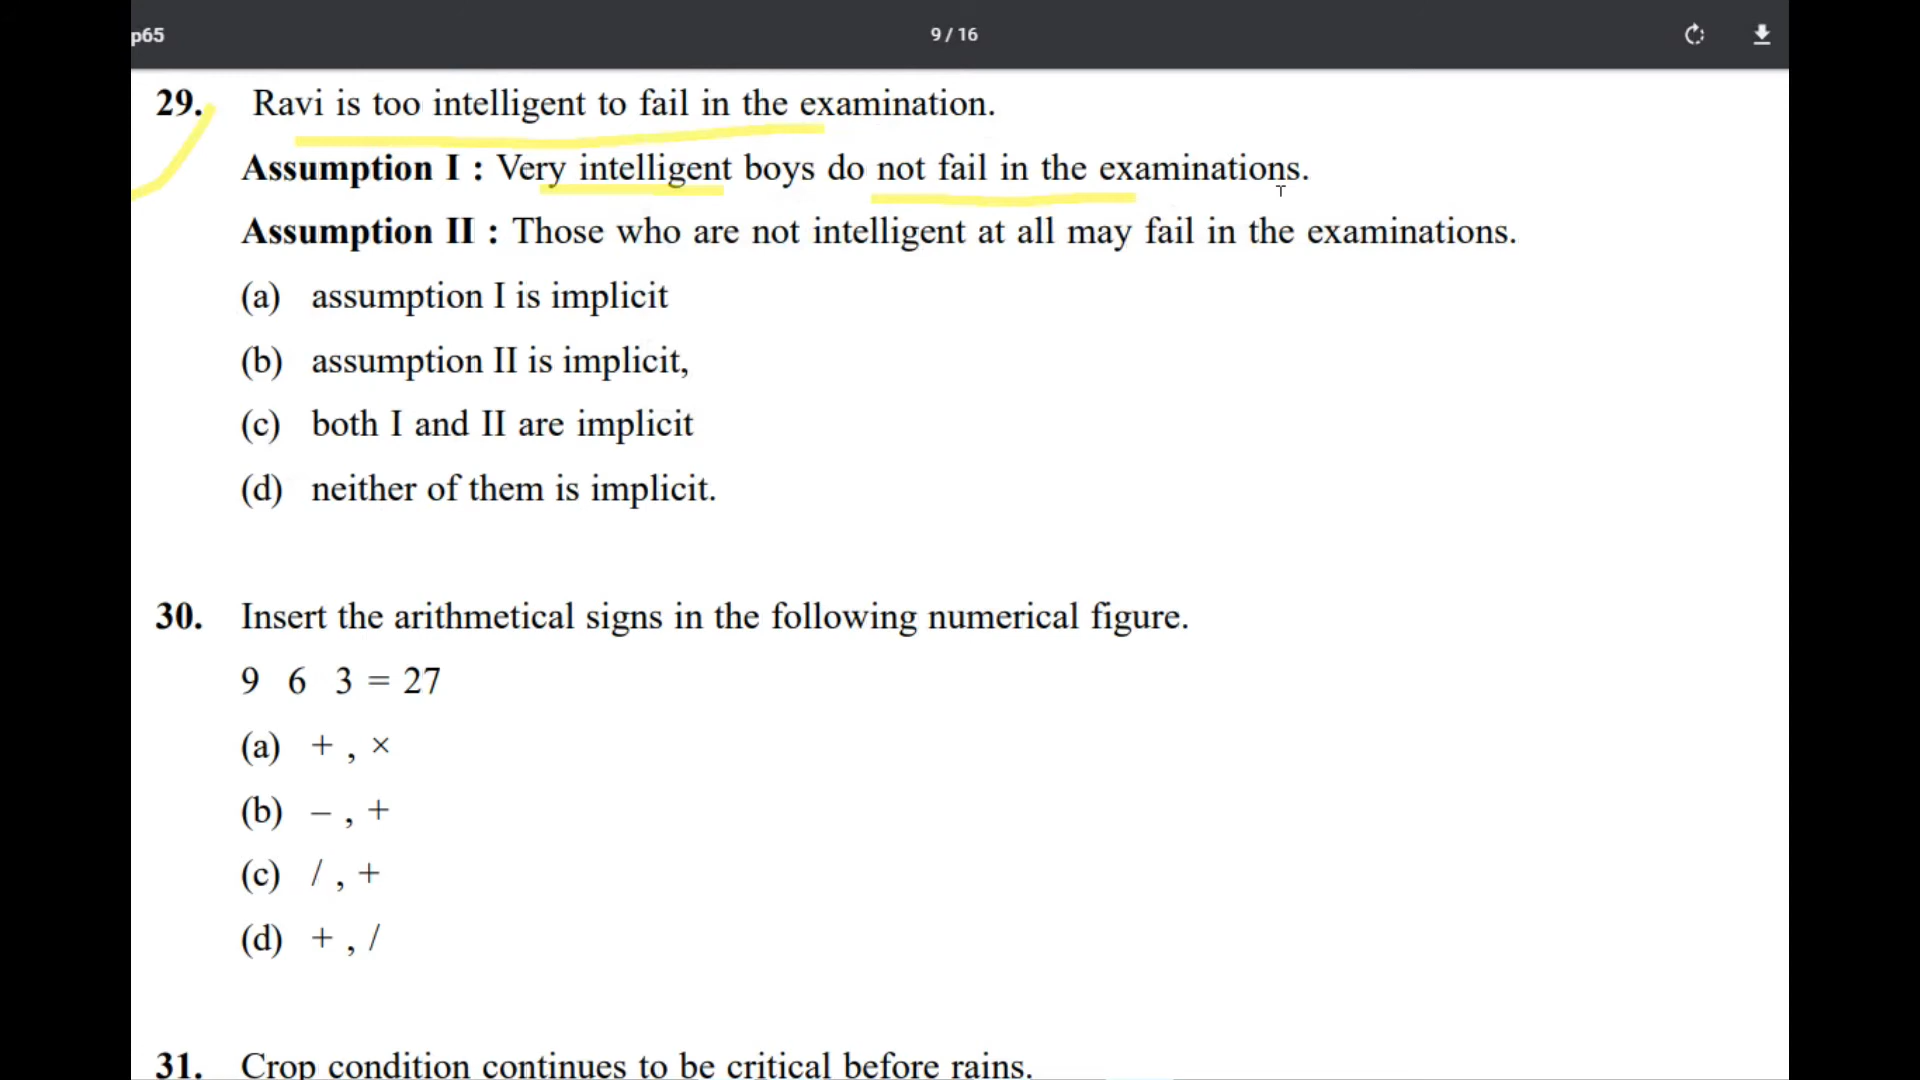 p65
9 / 16
29. Ravi is too intelligent to fail in the examination.
Assumption I : Very intelligent boys do not fail in the examinations.
Assumption II : Those who are not intelligent at all may fail in the examinations.
(a) assumption I is implicit
(b) assumption II is implicit,
(c) both I and II are implicit
(d) neither of them is implicit.
30. Insert the arithmetical signs in the following numerical figure.
9 6 3 = 27
(a) + , ×
(b) – , +
(c) / , +
(d) + , /
31. Crop condition continues to be critical before rains.